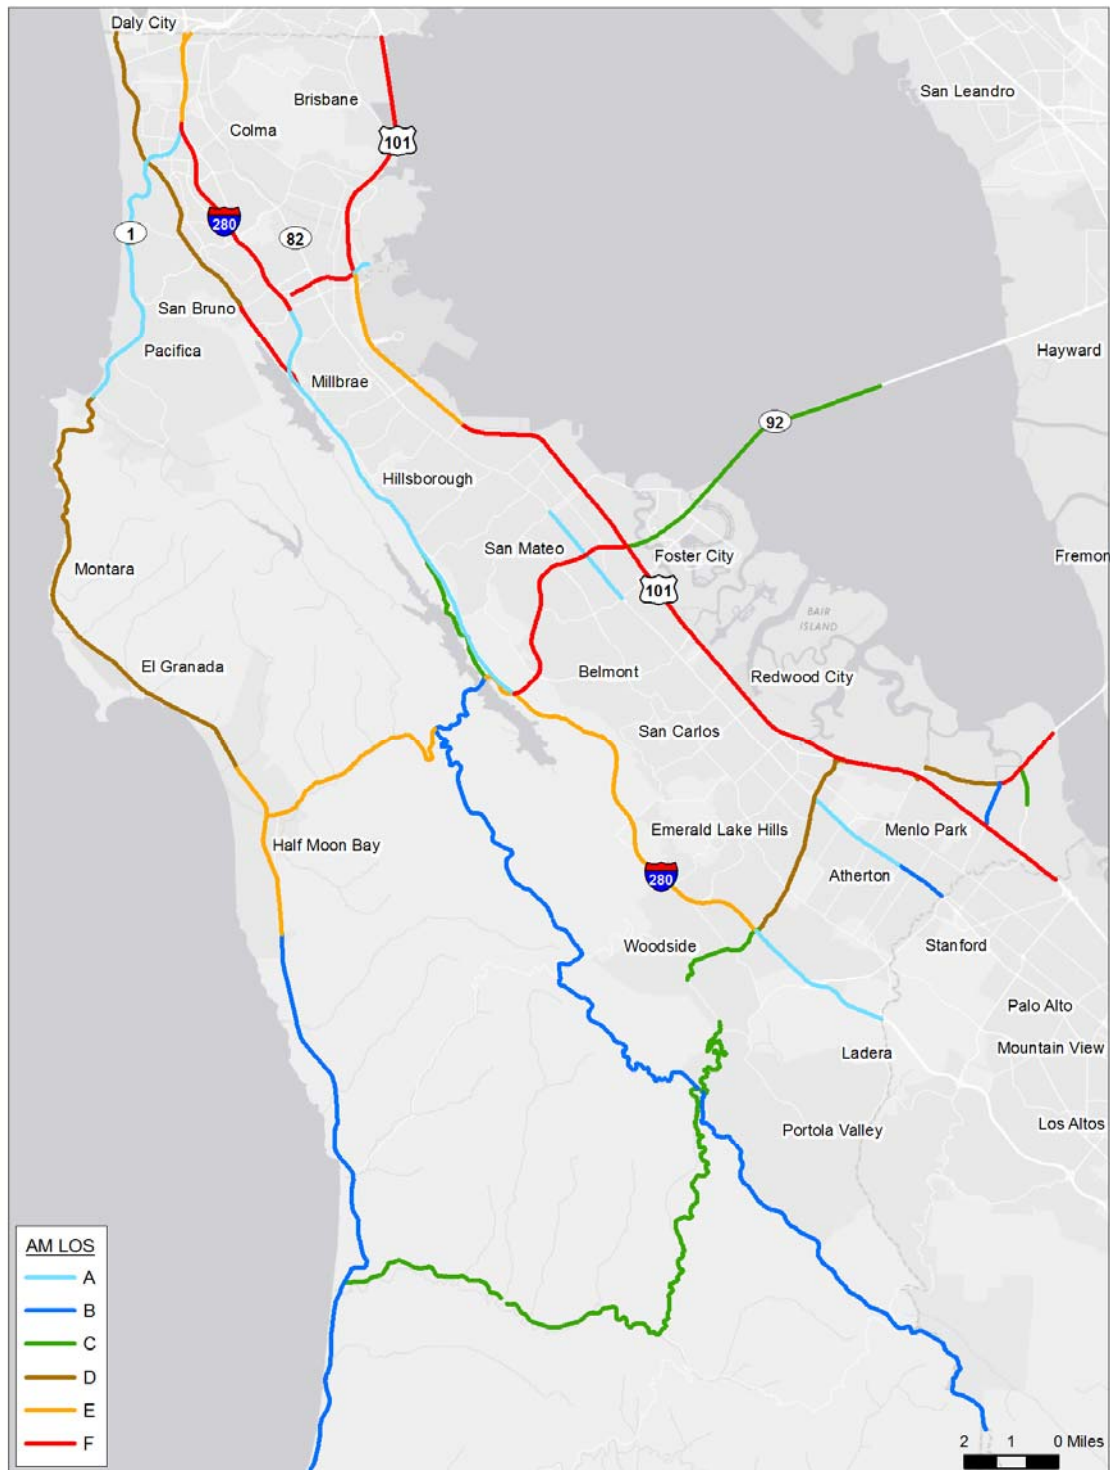 Daly City
San Leandro
Brisbane
Colma
101
280
82
1
San Bruno
Hayward
Pacifica
Millbrae
92
Hillsborough
San Mateo
Foster City
Fremon
Montara
101
BAIR
ISLAND
El Granada
Belmont
Redwood City
San Carlos
Emerald Lake Hills
Menlo Park
Half Moon Bay
280
Atherton
Woodside
Stanford
Palo Alto
Ladera
Mountain View
Portola Valley
Los Altos
AM LOS
A
B
C
D
E
F
2 1 0 Miles